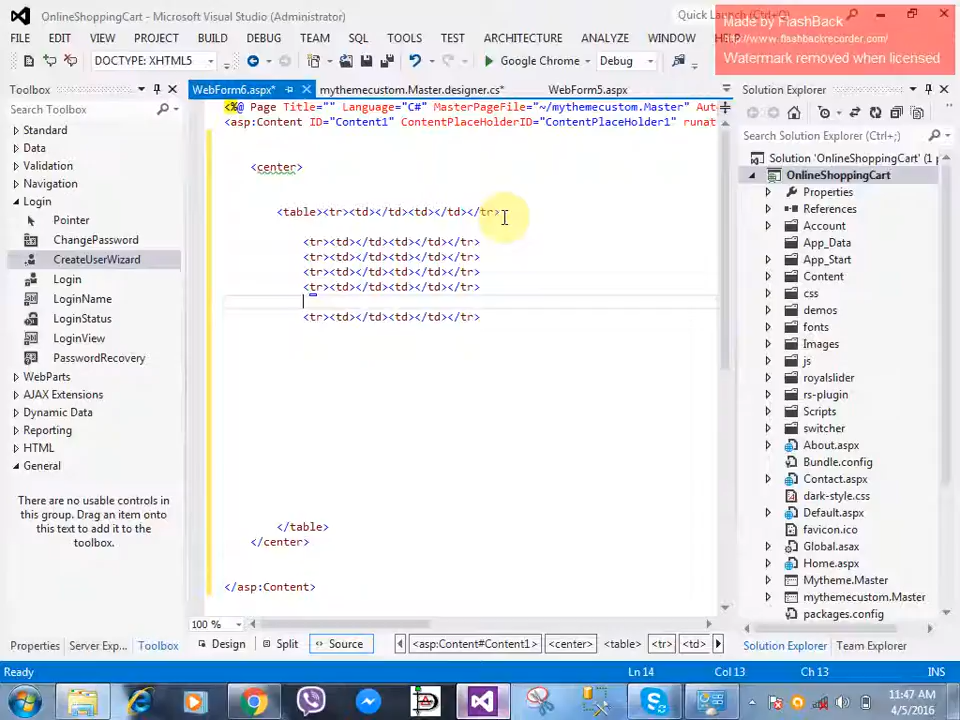 OnlineShoppingCart - Microsoft Visual Studio (Administrator)
Made by FlashBack
http://www.flashbackrecorder.com/
Watermark removed when licensed
FILE EDIT VIEW PROJECT BUILD DEBUG TEAM SQL TOOLS TEST ARCHITECTURE ANALYZE WINDOW
DOCTYPE: XHTML5 Google Chrome Debug
Toolbox
WebForm6.aspx* mythemecustom.Master.designer.cs* WebForm5.aspx
Solution Explorer
Search Toolbox
Standard
Data
Validation
Navigation
Login
Pointer
ChangePassword
CreateUserWizard
Login
LoginName
LoginStatus
LoginView
PasswordRecovery
WebParts
AJAX Extensions
Dynamic Data
Reporting
HTML
General
There are no usable controls in
this group. Drag an item onto
this text to add it to the
toolbox.
Properties Server Exp... Toolbox
<%@ Page Title="" Language="C#" MasterPageFile="~/mythemecustom.Master" Aut
<asp:Content ID="Content1" ContentPlaceHolderID="ContentPlaceHolder1" runat
<center>
<table><tr><td></td><td></td></tr>
<tr><td></td><td></td></tr>
<tr><td></td><td></td></tr>
<tr><td></td><td></td></tr>
<tr><td></td><td></td></tr>
<tr><td></td><td></td></tr>
</table>
</center>
</asp:Content>
100 %
Design Split Source <asp:Content#Content1> <center> <table> <tr> <td>
Search Solution Explorer (Ctrl+;)
Solution 'OnlineShoppingCart' (1
OnlineShoppingCart
Properties
References
Account
App_Data
App_Start
Content
css
demos
fonts
Images
js
royalslider
rs-plugin
Scripts
switcher
About.aspx
Bundle.config
Contact.aspx
dark-style.css
Default.aspx
favicon.ico
Global.asax
Home.aspx
Mytheme.Master
mythemecustom.Master
packages.config
Solution Explorer Team Explorer
Ready Ln 14 Col 13 Ch 13 INS
11:47 AM
4/5/2016